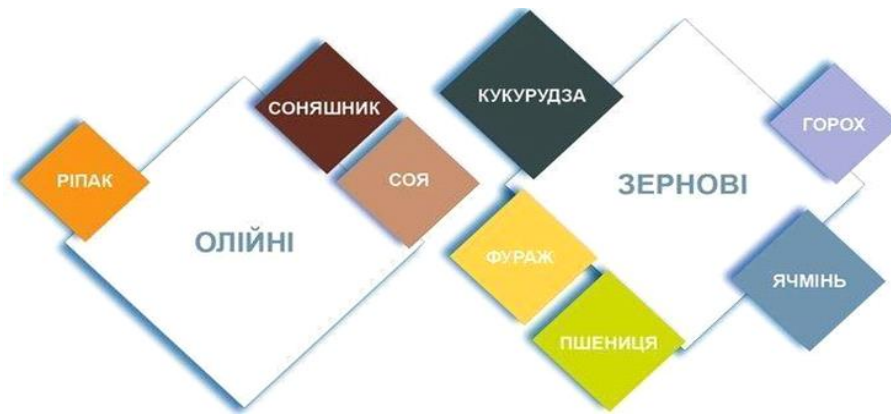 СОНЯШНИК
РІПАК
СОЯ
ОЛІЙНІ
КУКУРУДЗА
ГОРОХ
ЗЕРНОВІ
ФУРАЖ
ЯЧМІНЬ
ПШЕНИЦЯ